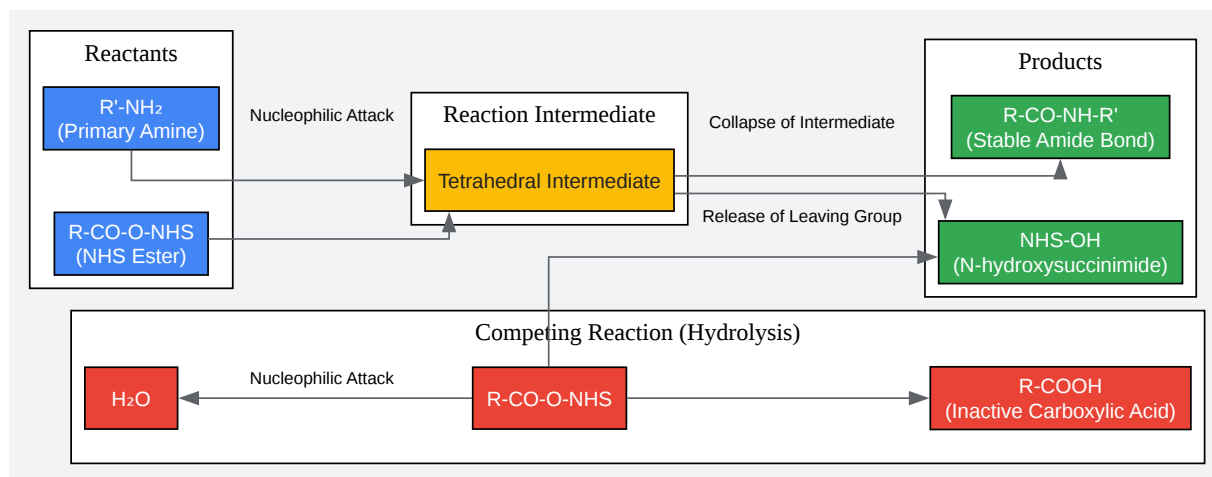 Reactants
R'-NH₂
(Primary Amine)
R-CO-O-NHS
(NHS Ester)
Nucleophilic Attack
Reaction Intermediate
Tetrahedral Intermediate
Collapse of Intermediate
Release of Leaving Group
Products
R-CO-NH-R'
(Stable Amide Bond)
NHS-OH
(N-hydroxysuccinimide)
Competing Reaction (Hydrolysis)
H₂O
Nucleophilic Attack
R-CO-O-NHS
R-COOH
(Inactive Carboxylic Acid)